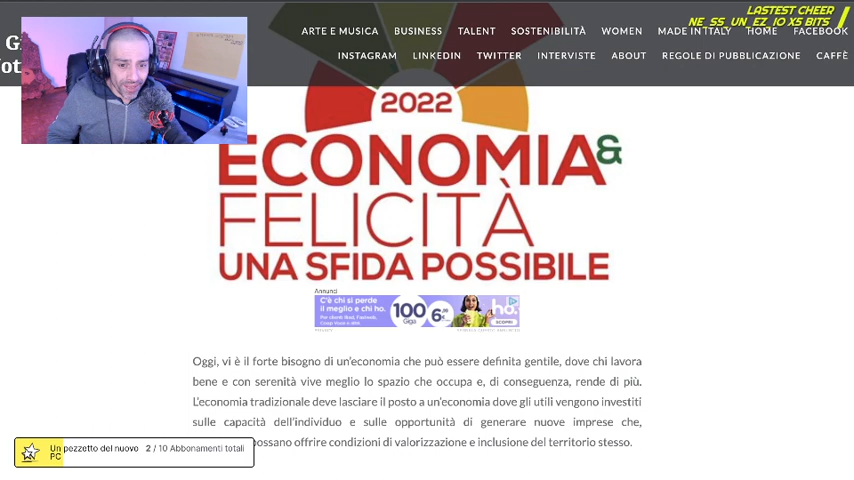 LASTEST CHEER
NE_SS_UN_EZ_IO X5 BITS
ARTE E MUSICA BUSINESS TALENT SOSTENIBILITÀ WOMEN MADE IN ITALY HOME FACEBOOK
INSTAGRAM LINKEDIN TWITTER INTERVISTE ABOUT REGOLE DI PUBBLICAZIONE CAFFÈ
2022
ECONOMIA&
FELICITÀ
UNA SFIDA POSSIBILE
Annunci
C'è chi si perde
il meglio e chi ho.
100
Giga
6
ho.
SCOPRI
Oggi, vi è il forte bisogno di un'economia che può essere definita gentile, dove chi lavora
bene e con serenità vive meglio lo spazio che occupa e, di conseguenza, rende di più.
L'economia tradizionale deve lasciare il posto a un'economia dove gli utili vengono investiti
sulle capacità dell'individuo e sulle opportunità di generare nuove imprese che,
possano offrire condizioni di valorizzazione e inclusione del territorio stesso.
Un pezzetto del nuovo 2 / 10 Abbonamenti totali
PC